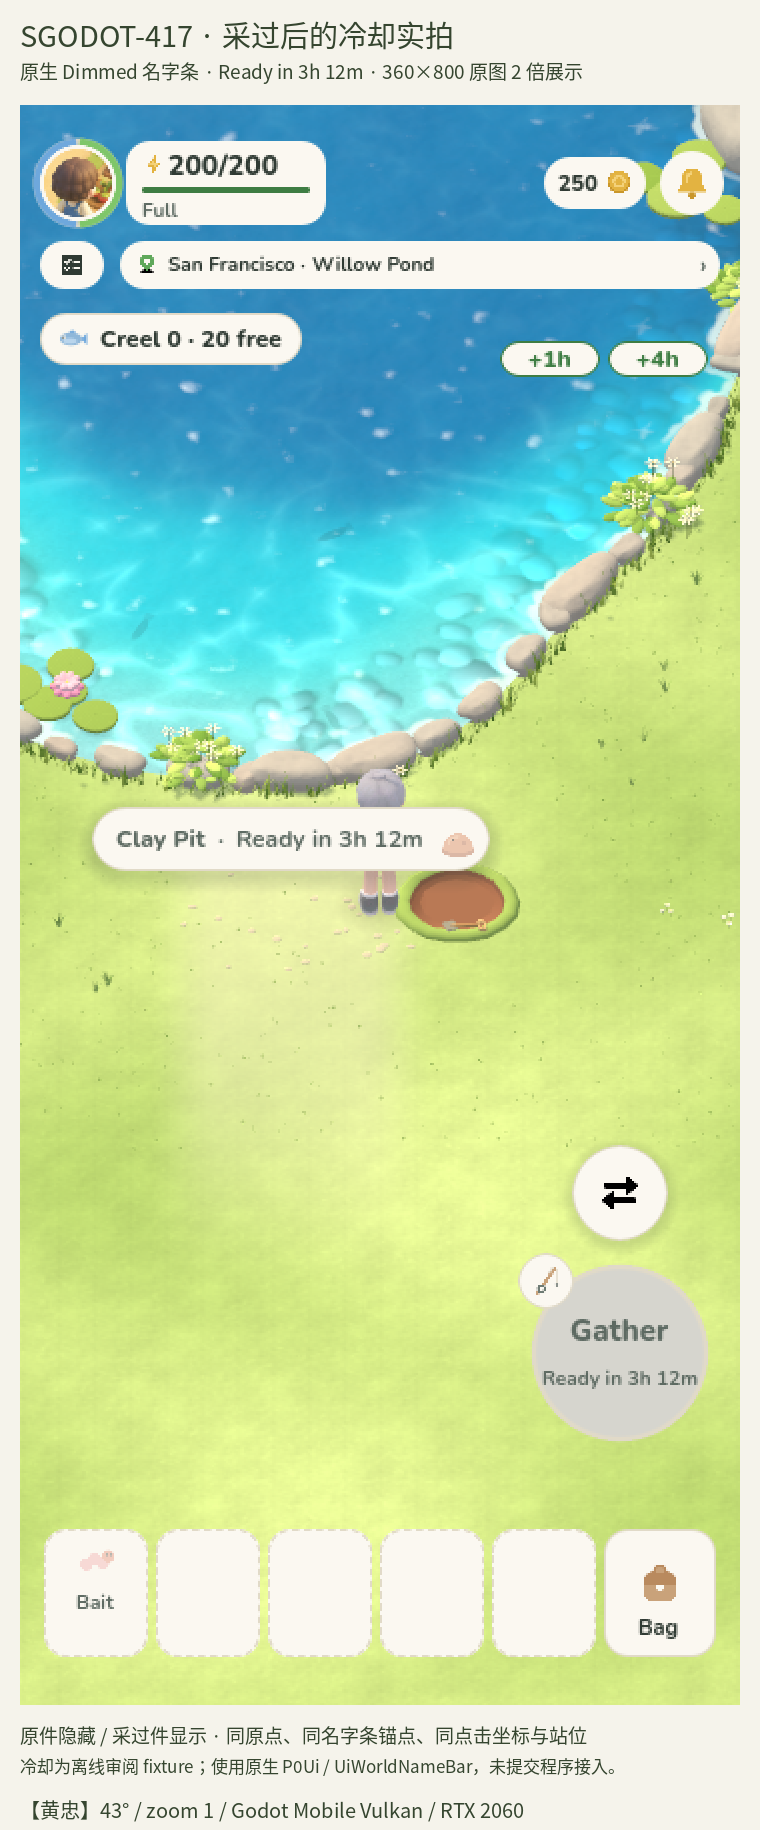 SGODOT-417 · 采过后的冷却实拍
原生 Dimmed 名字条 · Ready in 3h 12m · 360×800 原图 2 倍展示
200/200
Full
250
San Francisco · Willow Pond ›
Creel 0 · 20 free
+1h +4h
Clay Pit · Ready in 3h 12m
Gather
Ready in 3h 12m
Bait
Bag
原件隐藏 / 采过件显示 · 同原点、同名字条锚点、同点击坐标与站位
冷却为离线审阅 fixture；使用原生 P0Ui / UiWorldNameBar，未提交程序接入。
【黄忠】43° / zoom 1 / Godot Mobile Vulkan / RTX 2060